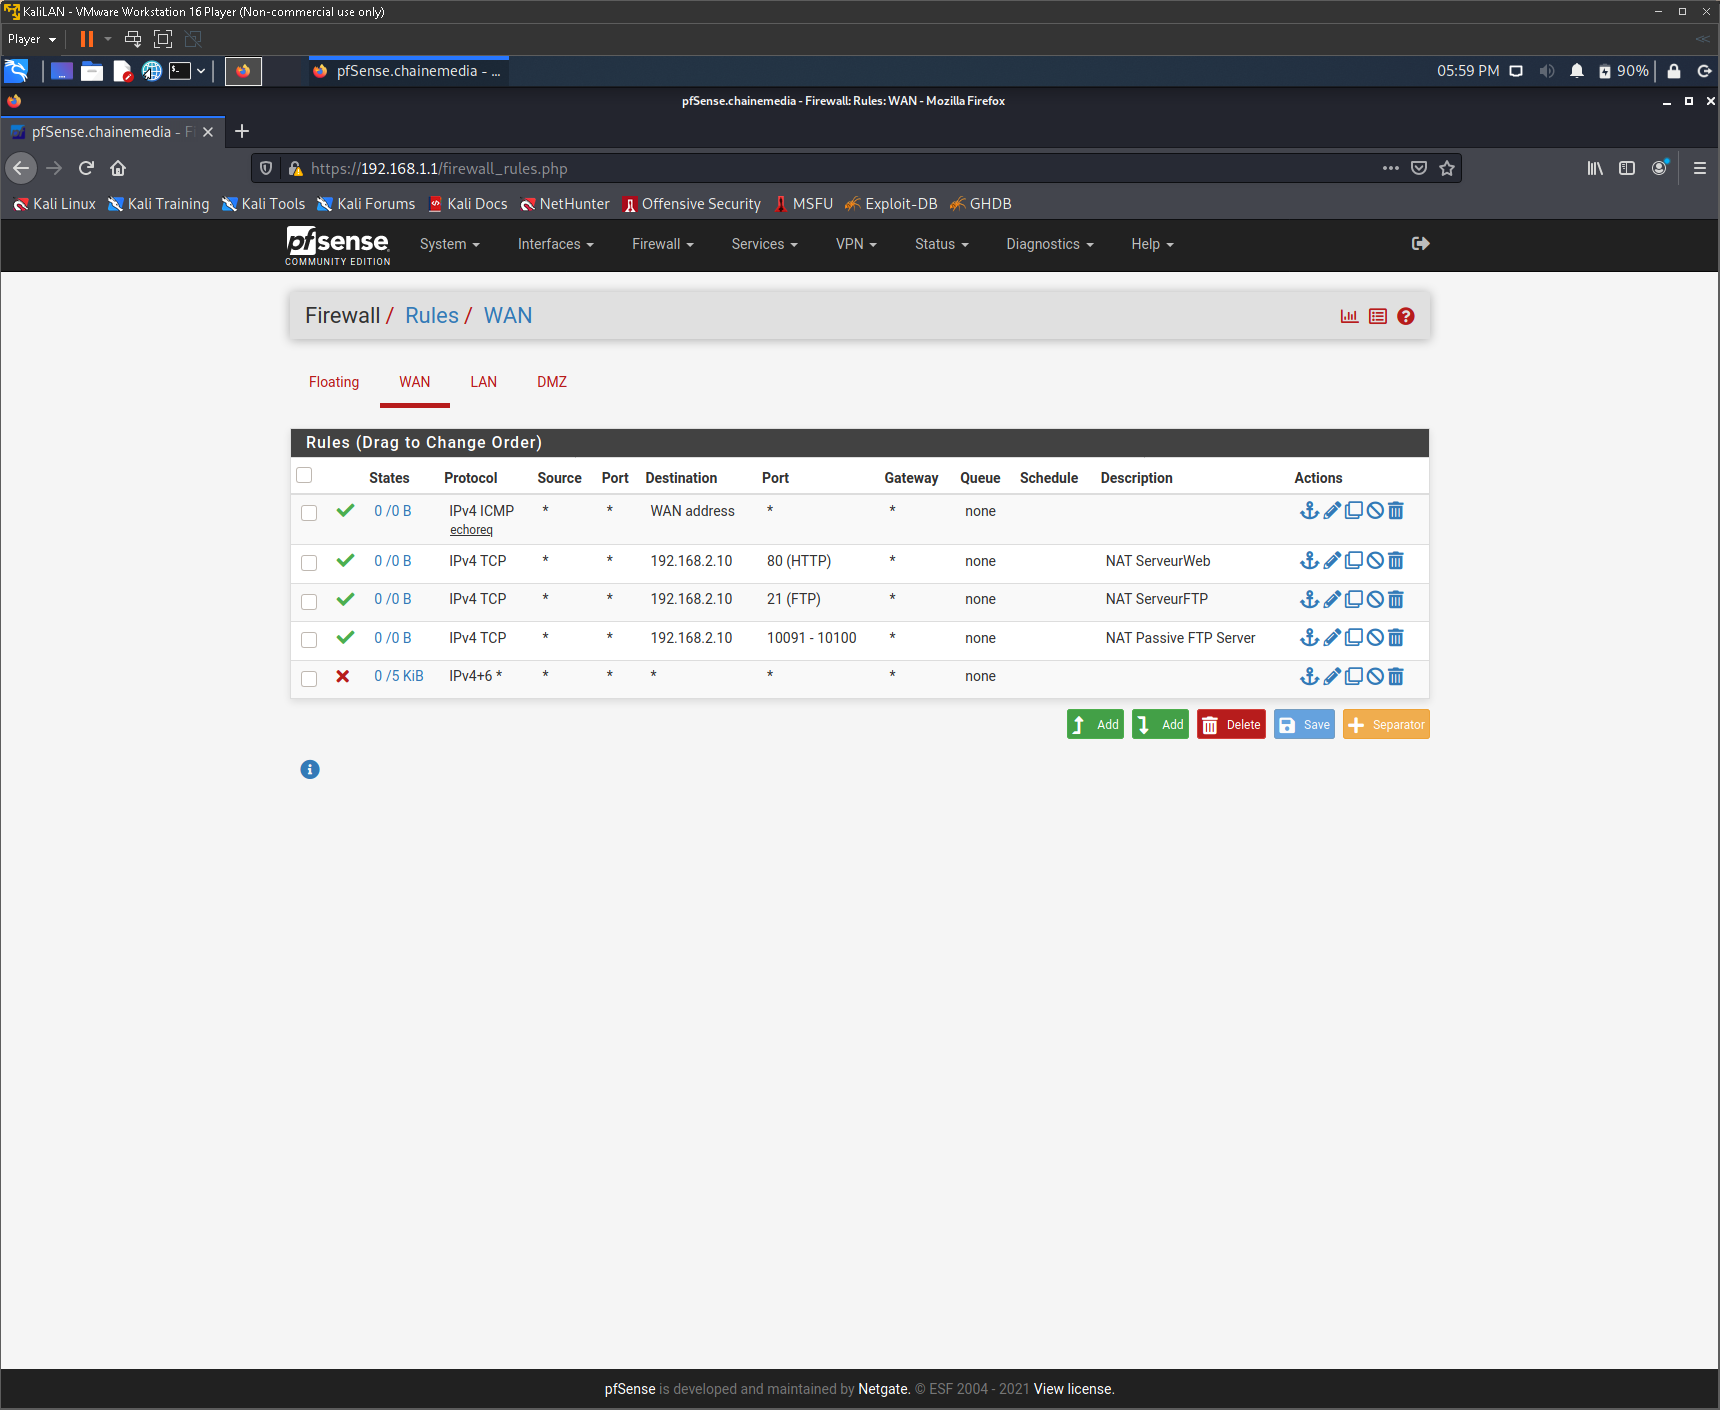 KaliLAN - VMware Workstation 16 Player (Non-commercial use only)
Player
pfSense.chainemedia - ...
05:59 PM
90%
pfSense.chainemedia - Firewall: Rules: WAN - Mozilla Firefox
pfSense.chainemedia - F
https://192.168.1.1/firewall_rules.php
Kali Linux Kali Training Kali Tools Kali Forums Kali Docs NetHunter Offensive Security MSFU Exploit-DB GHDB
pfsense
COMMUNITY EDITION
System Interfaces Firewall Services VPN Status Diagnostics Help
Firewall / Rules / WAN
Floating WAN LAN DMZ
Rules (Drag to Change Order)
States Protocol Source Port Destination Port Gateway Queue Schedule Description Actions
0 /0 B IPv4 ICMP * * WAN address * * none
echoreq
0 /0 B IPv4 TCP * * 192.168.2.10 80 (HTTP) * none NAT ServeurWeb
0 /0 B IPv4 TCP * * 192.168.2.10 21 (FTP) * none NAT ServeurFTP
0 /0 B IPv4 TCP * * 192.168.2.10 10091 - 10100 * none NAT Passive FTP Server
0 /5 KiB IPv4+6 * * * * * * none
Add Add Delete Save Separator
pfSense is developed and maintained by Netgate. © ESF 2004 - 2021 View license.